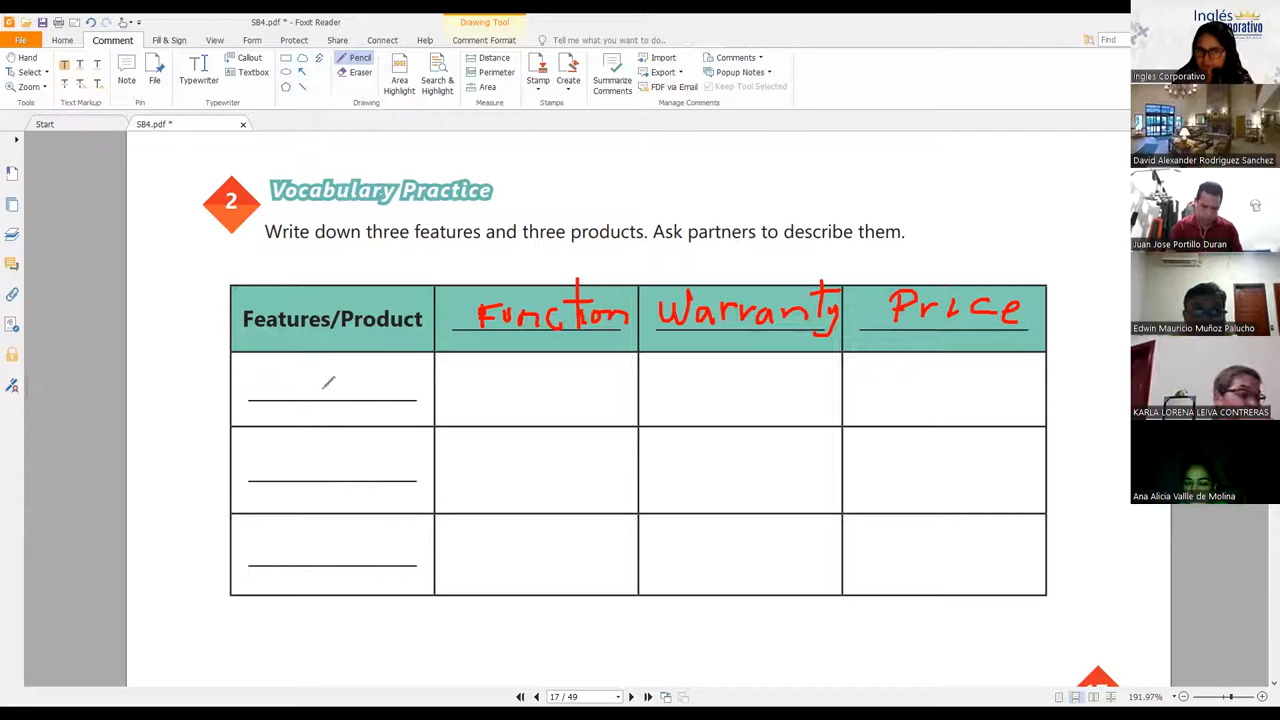 SB4.pdf * - Foxit Reader
Drawing Tool
File
Home
Comment
Fill & Sign
View
Form
Protect
Share
Connect
Help
Comment Format
Tell me what you want to do..
Find
Hand
Select
Zoom
Tools
Text Markup
Note
File
Pin
Typewriter
Callout
Textbox
Typewriter
Pencil
Eraser
Drawing
Area Highlight
Search & Highlight
Distance
Perimeter
Area
Measure
Stamp
Create
Stamps
Summarize Comments
Import
Export
FDF via Email
Comments
Popup Notes
Keep Tool Selected
Manage Comments
Start
SB4.pdf *
2
Vocabulary Practice
Write down three features and three products. Ask partners to describe them.
Features/Product
Function
Warranty
Price
17 / 49
191.97%
Inglés
Ingles Corporativo
David Alexander Rodríguez Sanchez
Juan Jose Portillo Duran
Edwin Mauricio Muñoz Palucho
KARLA LORENA LEIVA CONTRERAS
Ana Alicia Vallle de Molina